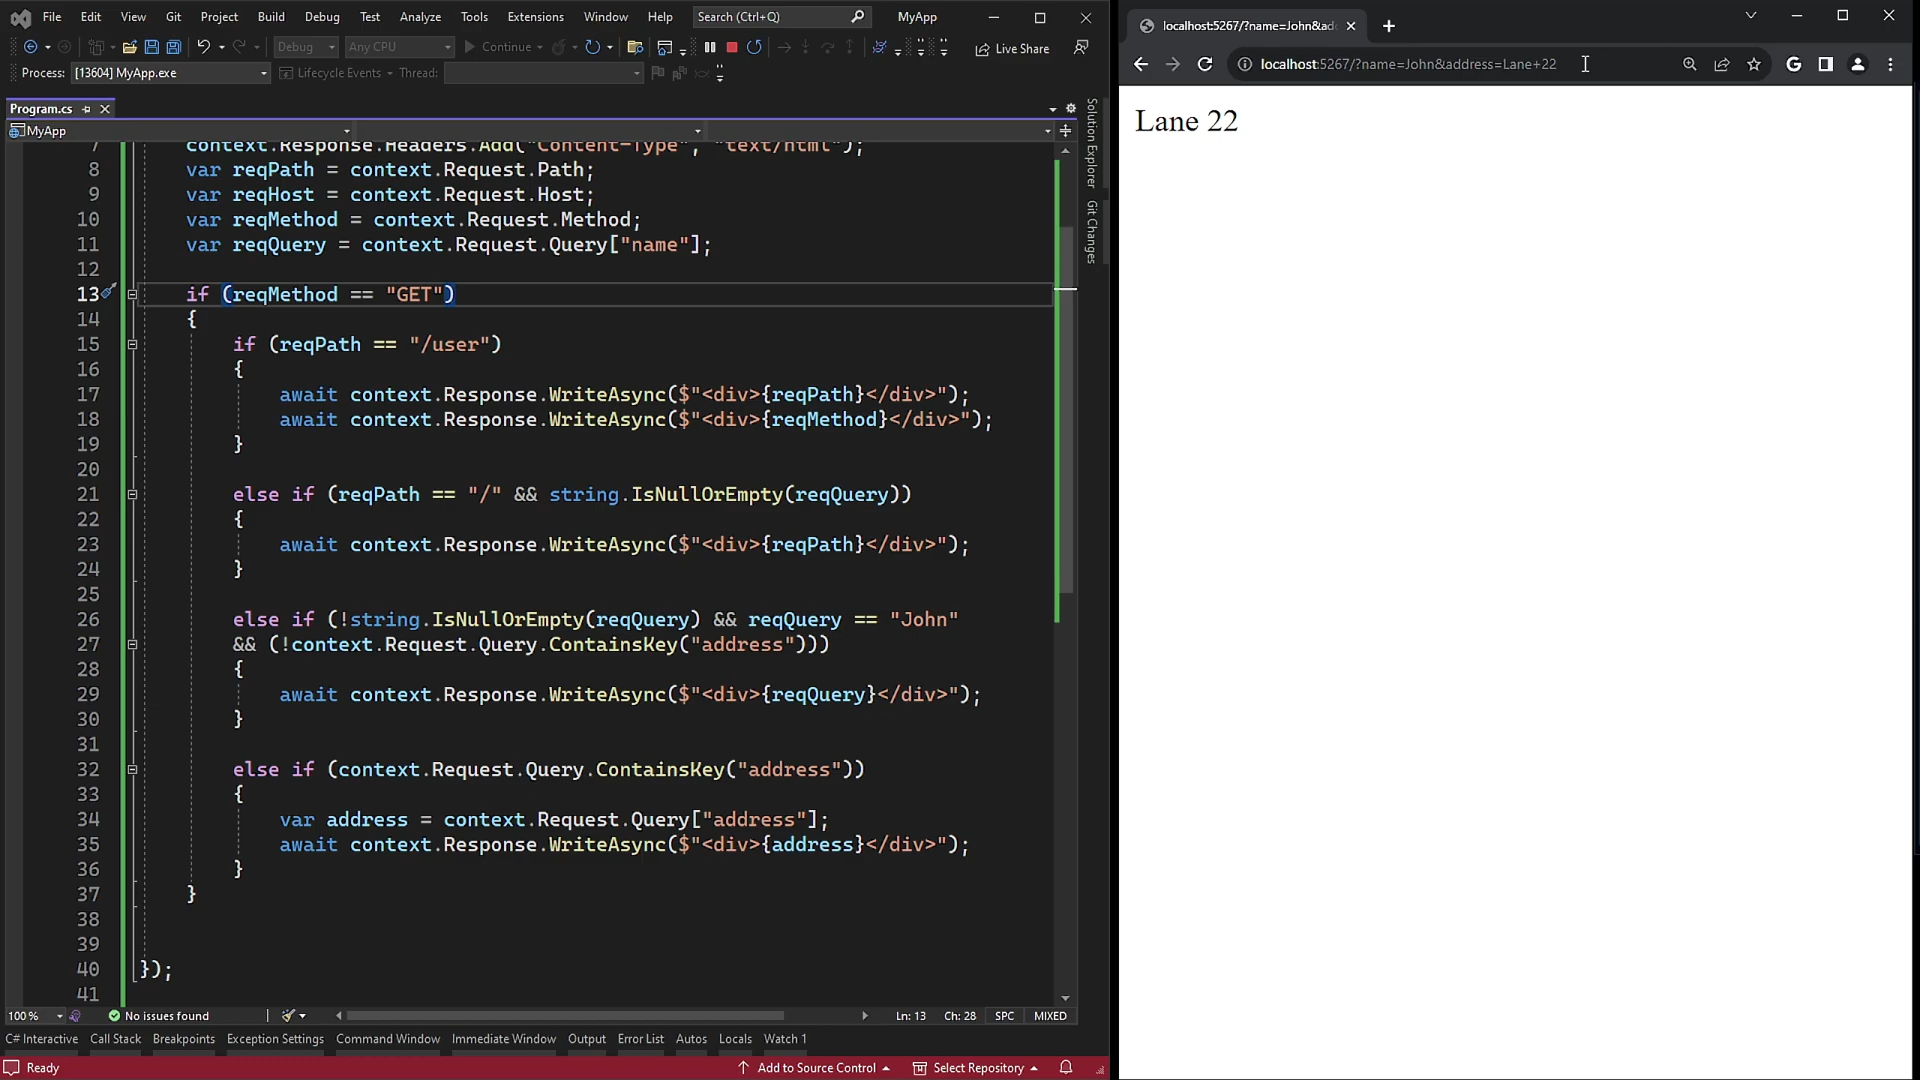 File Edit View Git Project Build Debug Test Analyze Tools Extensions Window Help Search (Ctrl+Q) MyApp
Debug Any CPU Continue Live Share
Process: [13604] MyApp.exe Lifecycle Events Thread:
Program.cs
MyApp
7 context.Response.Headers.Add("Content-Type", "text/html");
8 var reqPath = context.Request.Path;
9 var reqHost = context.Request.Host;
10 var reqMethod = context.Request.Method;
11 var reqQuery = context.Request.Query["name"];
12
13 if (reqMethod == "GET")
14 {
15 if (reqPath == "/user")
16 {
17 await context.Response.WriteAsync($"<div>{reqPath}</div>");
18 await context.Response.WriteAsync($"<div>{reqMethod}</div>");
19 }
20
21 else if (reqPath == "/" && string.IsNullOrEmpty(reqQuery))
22 {
23 await context.Response.WriteAsync($"<div>{reqPath}</div>");
24 }
25
26 else if (!string.IsNullOrEmpty(reqQuery) && reqQuery == "John"
27 && (!context.Request.Query.ContainsKey("address")))
28 {
29 await context.Response.WriteAsync($"<div>{reqQuery}</div>");
30 }
31
32 else if (context.Request.Query.ContainsKey("address"))
33 {
34 var address = context.Request.Query["address"];
35 await context.Response.WriteAsync($"<div>{address}</div>");
36 }
37 }
38
39
40 });
41
Solution Explorer
Git Changes
100 % No issues found Ln: 13 Ch: 28 SPC MIXED
C# Interactive Call Stack Breakpoints Exception Settings Command Window Immediate Window Output Error List Autos Locals Watch 1
Ready Add to Source Control Select Repository
localhost:5267/?name=John&ad
localhost:5267/?name=John&address=Lane+22
Lane 22